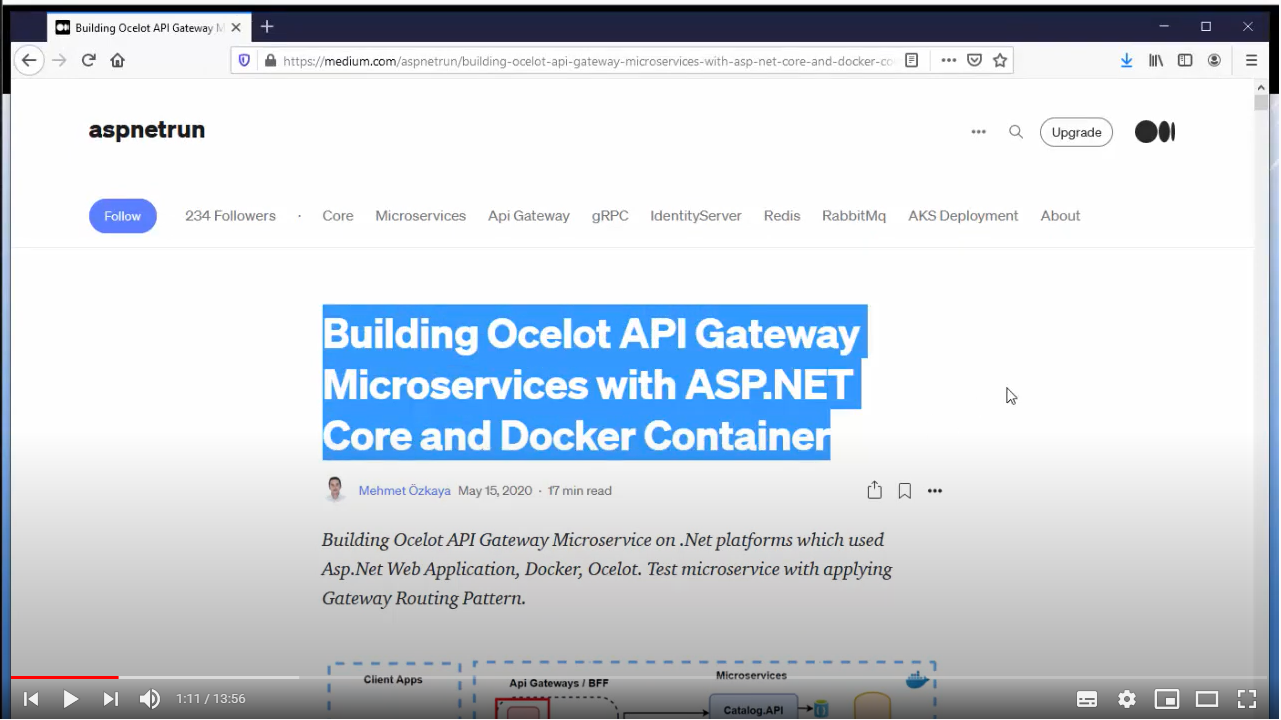 Building Ocelot API Gateway M
https://medium.com/aspnetrun/building-ocelot-api-gateway-microservices-with-asp-net-core-and-docker-co
aspnetrun
Upgrade
Follow
234 Followers · Core Microservices Api Gateway gRPC IdentityServer Redis RabbitMq AKS Deployment About
Building Ocelot API Gateway
Microservices with ASP.NET
Core and Docker Container
Mehmet Özkaya May 15, 2020 · 17 min read
Building Ocelot API Gateway Microservice on .Net platforms which used
Asp.Net Web Application, Docker, Ocelot. Test microservice with applying
Gateway Routing Pattern.
Client Apps
Api Gateways / BFF
Microservices
Catalog.API
1:11 / 13:56